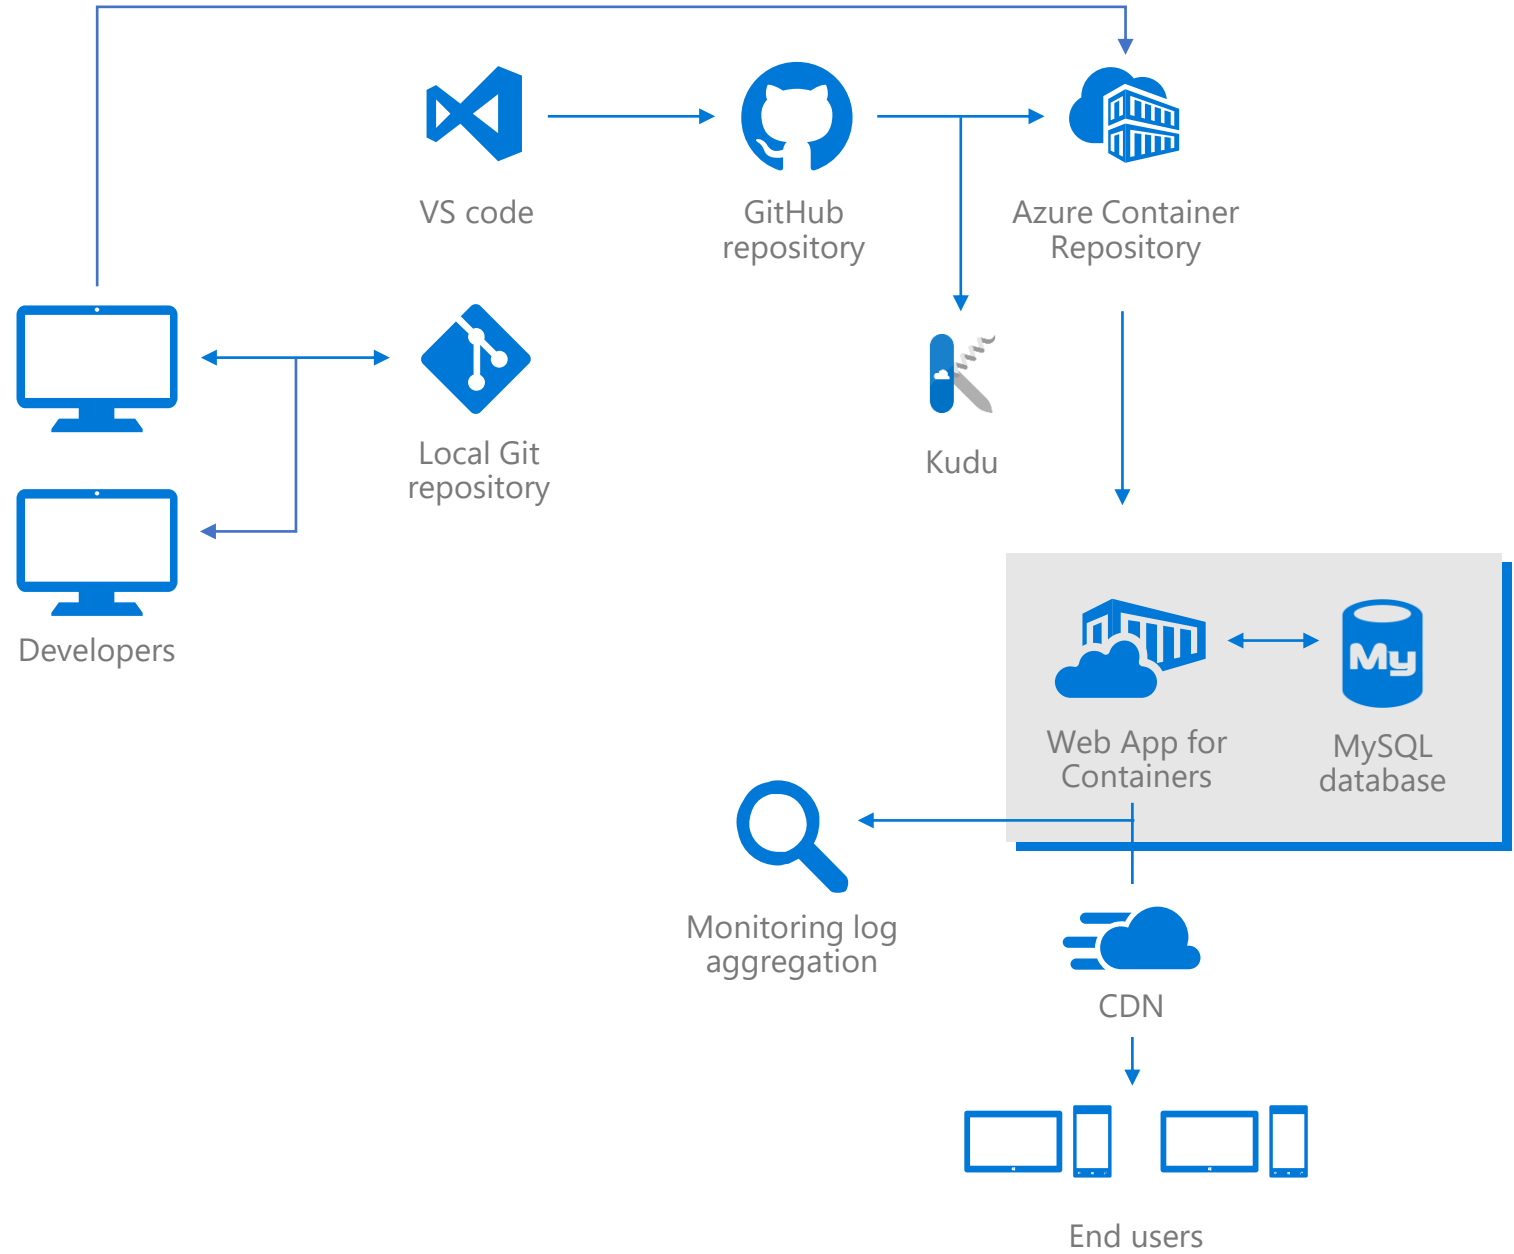 VS code
GitHub
repository
Azure Container
Repository
Local Git
repository
Kudu
Developers
My
Web App for
Containers
MySQL
database
Monitoring log
aggregation
CDN
End users